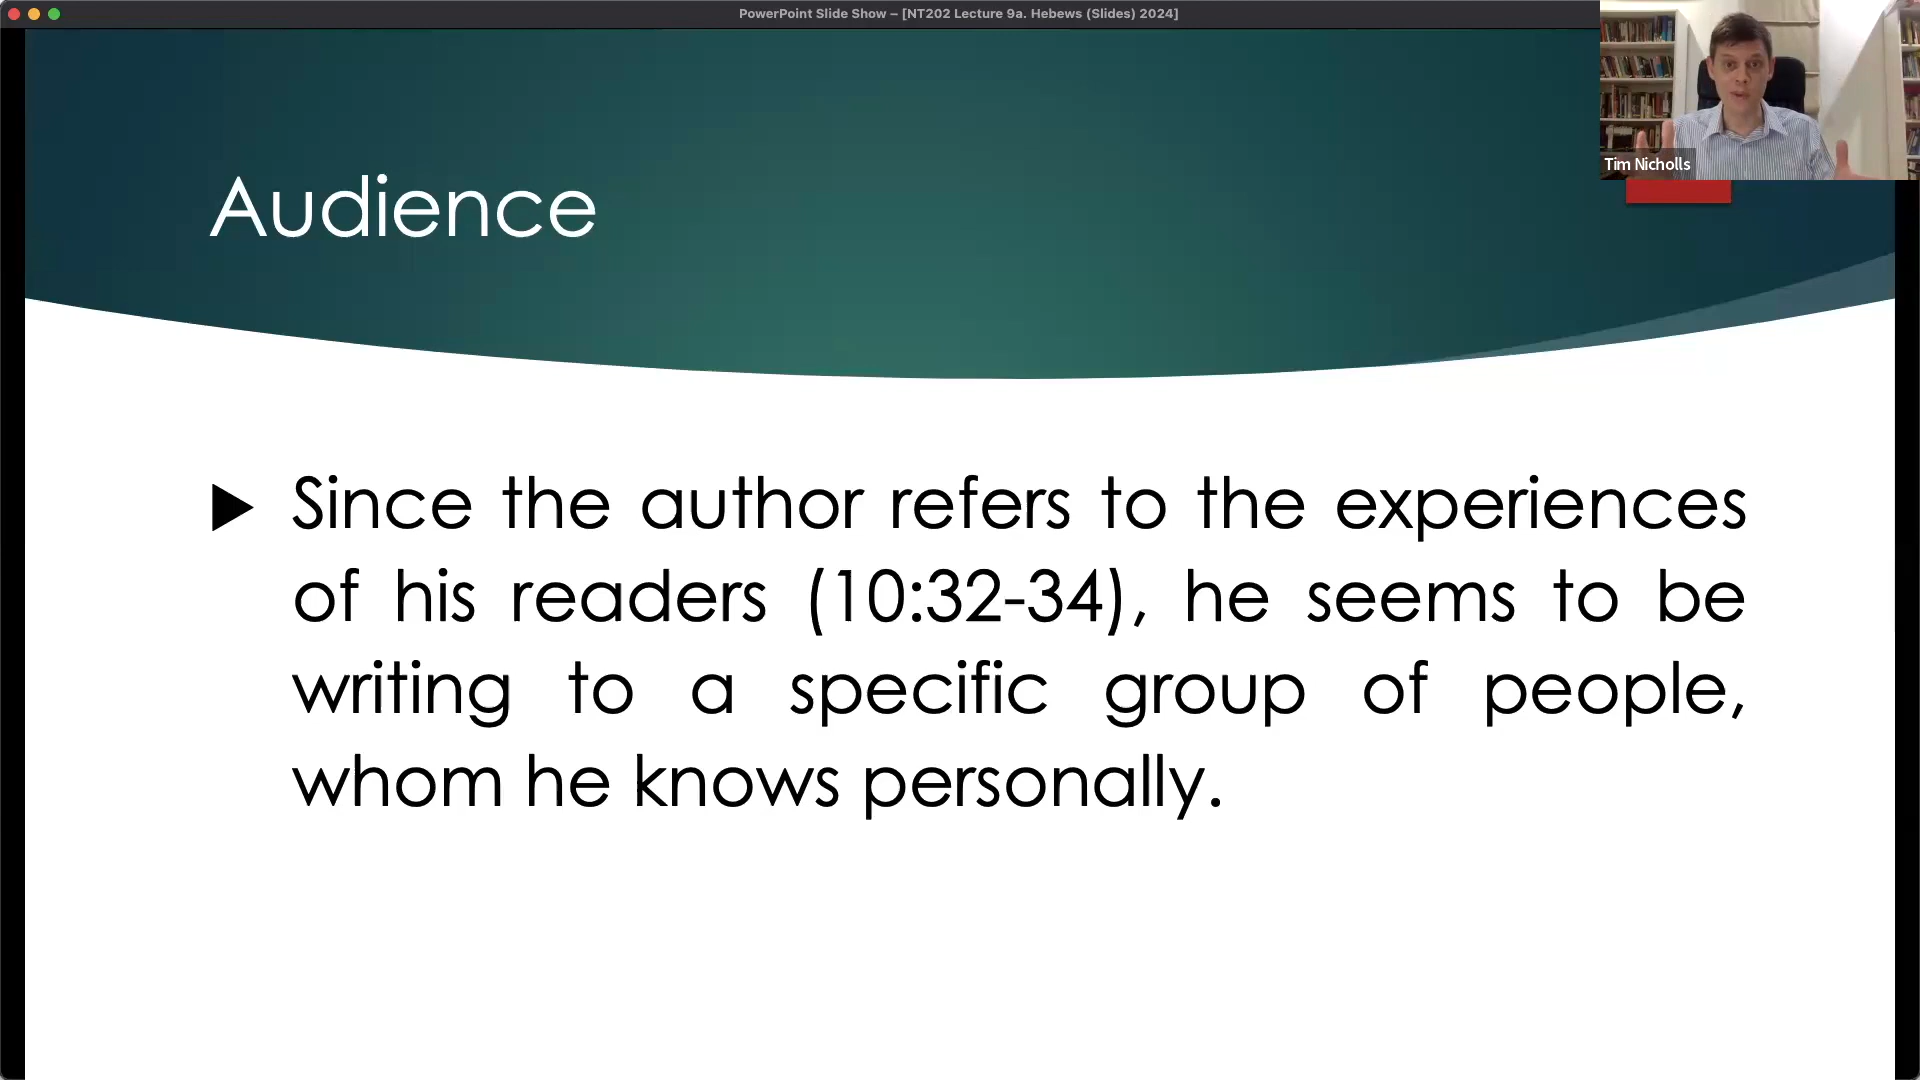 PowerPoint Slide Show – [NT202 Lecture 9a. Hebews (Slides) 2024]
Tim Nicholls
Audience
Since the author refers to the experiences
of his readers (10:32-34), he seems to be
writing to a specific group of people,
whom he knows personally.